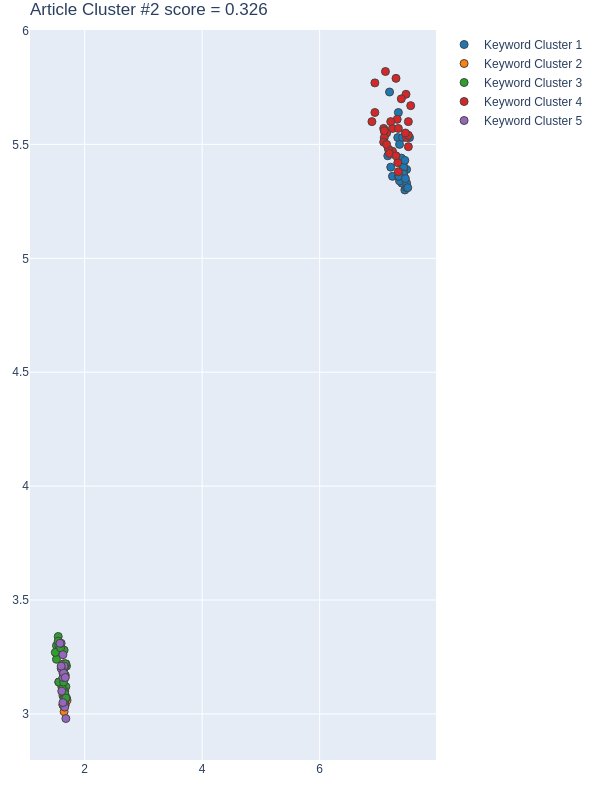 Article Cluster #2 score = 0.326
6
5.5
5
4.5
4
3.5
3
2
4
6
Keyword Cluster 1
Keyword Cluster 2
Keyword Cluster 3
Keyword Cluster 4
Keyword Cluster 5